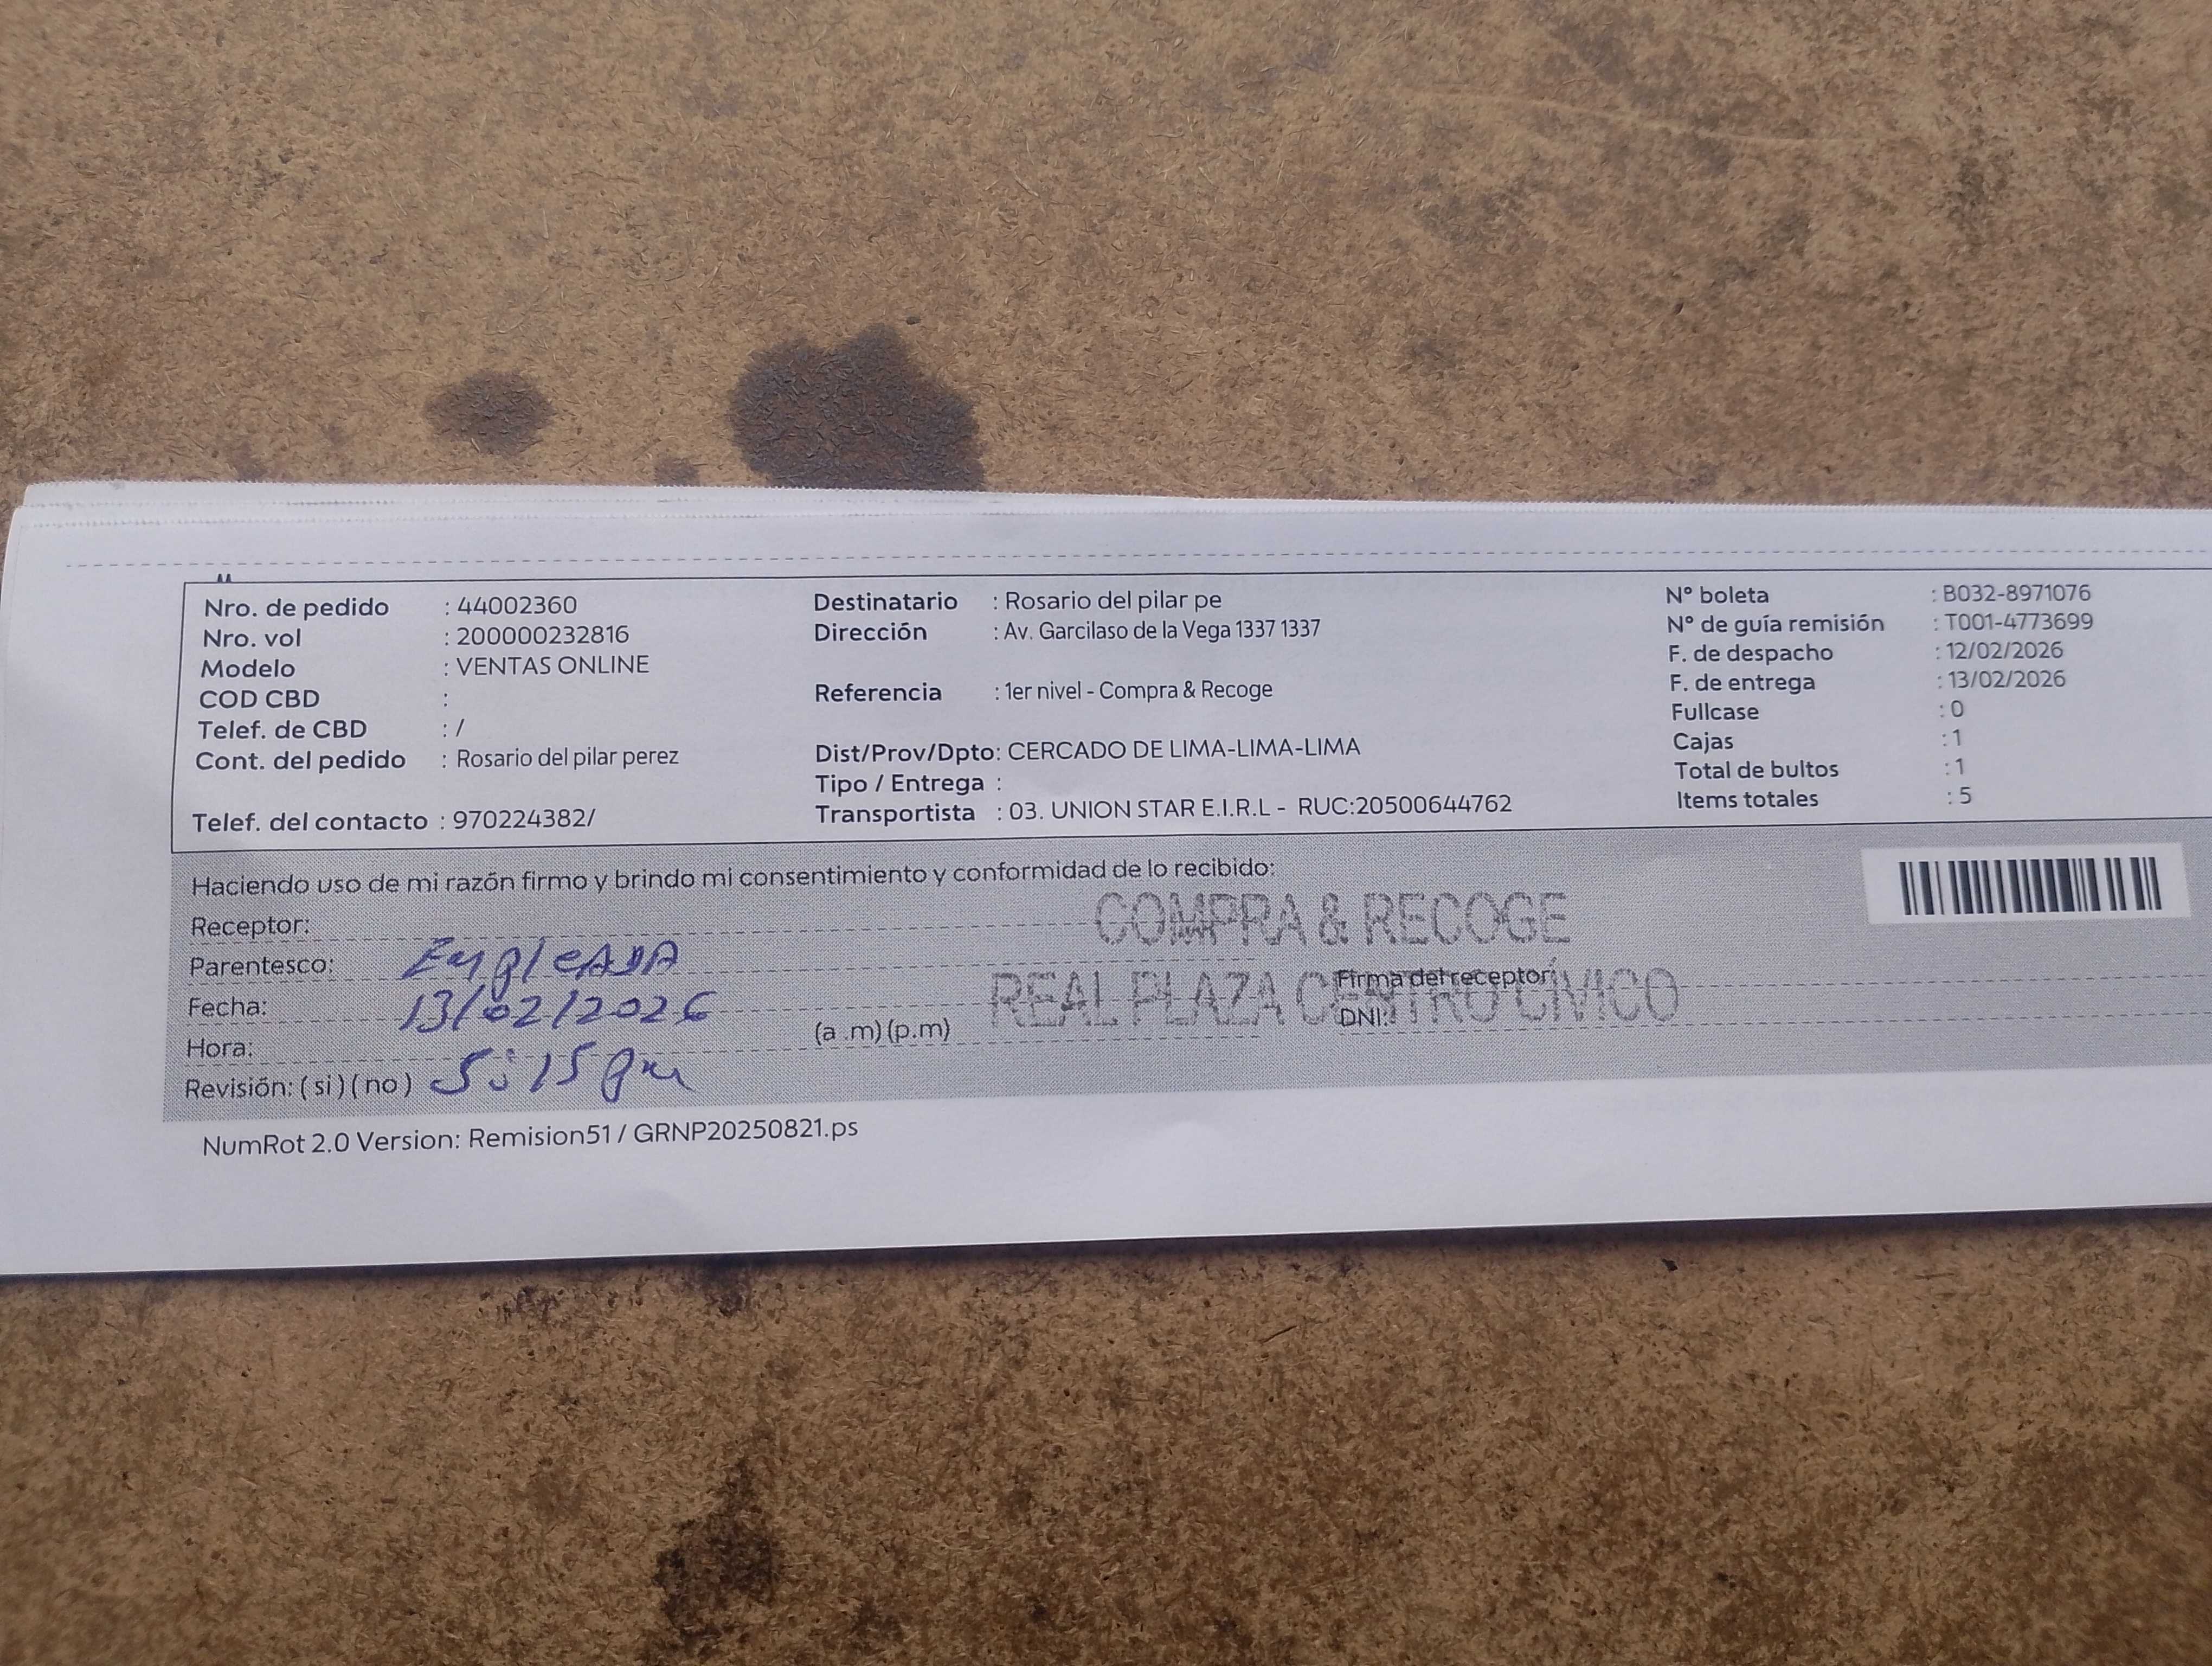 Nro. de pedido : 44002360
Nro. vol : 200000232816
Modelo : VENTAS ONLINE
COD CBD :
Telef. de CBD : /
Cont. del pedido : Rosario del pilar perez
Telef. del contacto : 970224382/
Destinatario : Rosario del pilar pe
Dirección : Av. Garcilaso de la Vega 1337 1337
Referencia : 1er nivel - Compra & Recoge
Dist/Prov/Dpto: CERCADO DE LIMA-LIMA-LIMA
Tipo / Entrega :
Transportista : 03. UNION STAR E.I.R.L - RUC:20500644762
N° boleta : B032-8971076
N° de guía remisión : T001-4773699
F. de despacho : 12/02/2026
F. de entrega : 13/02/2026
Fullcase : 0
Cajas : 1
Total de bultos : 1
Items totales : 5
Haciendo uso de mi razón firmo y brindo mi consentimiento y conformidad de lo recibido:
Receptor:
Parentesco: EmpleADA
Fecha: 13/02/2026
Hora: 5:15 pm (a .m) (p.m)
Revisión: ( si ) ( no )
COMPRA & RECOGE
REAL PLAZA CENTRO CÍVICO
Firma del receptor:
DNI:
NumRot 2.0 Version: Remision51 / GRNP20250821.ps